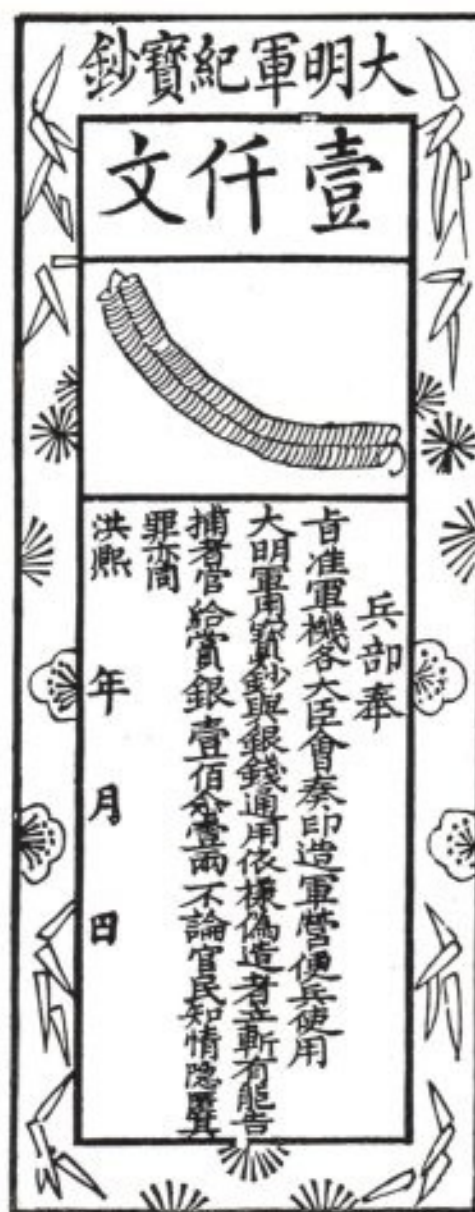 大明軍紀寶鈔
壹仟文
兵部奉
旨准軍機各大臣會奏印造軍營便兵使用
大明軍用寶鈔與銀錢通用依樣偽造者立斬有能告
捕者官給賞銀壹佰兩不論官民知情隱匿其
罪亦同
洪熙 年 月 日